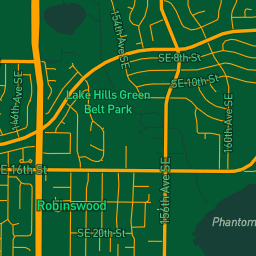 154th Ave SE
SE 8th St
SE 10th St
146th Ave SE
Lake Hills Green
Belt Park
160th Ave SE
E 16th St
156th Ave SE
Robinswood
SE 20th St
Phantom